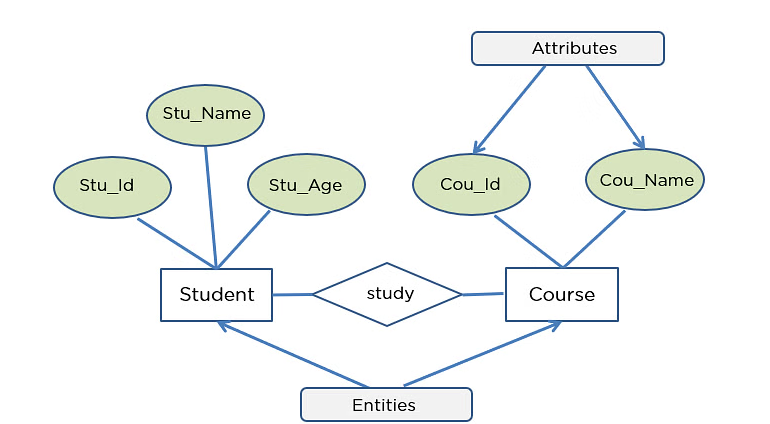 Attributes
Stu_Name
Stu_Id
Stu_Age
Cou_Id
Cou_Name
Student
study
Course
Entities